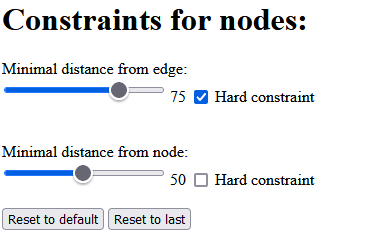 Constraints for nodes:
Minimal distance from edge:
75 Hard constraint
Minimal distance from node:
50 Hard constraint
Reset to default Reset to last